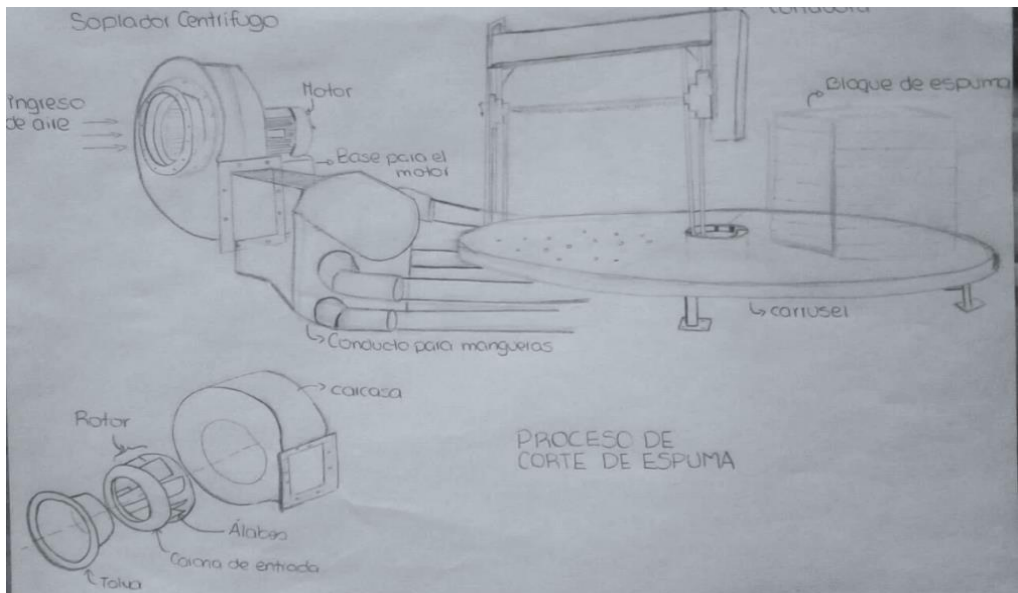 Soplador Centrifugo
Ingreso
de aire
Motor
Base para el
motor
Bloque de espuma
carrusel
Conducto para mangueras
carcasa
Rotor
PROCESO DE
CORTE DE ESPUMA
Álabes
Corona de entrada
Tolva